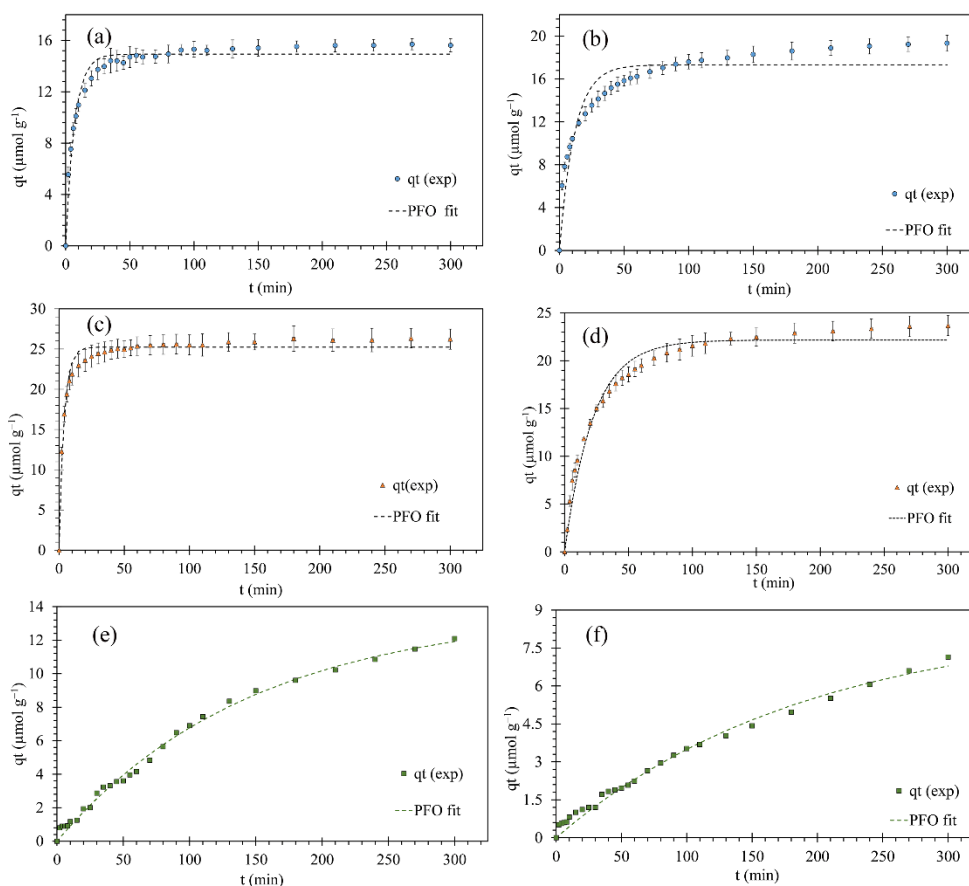 (a)
16
12
8
4
0
qt (µmol g⁻¹)
qt (exp)
PFO fit
0 50 100 150 200 250 300
t (min)
(b)
20
16
12
8
4
0
qt (µmol g⁻¹)
qt (exp)
PFO fit
0 50 100 150 200 250 300
t (min)
(c)
30
25
20
15
10
5
0
qt (µmol g⁻¹)
qt(exp)
PFO fit
0 50 100 150 200 250 300
t (min)
(d)
25
20
15
10
5
0
qt (µmol g⁻¹)
qt (exp)
PFO fit
0 50 100 150 200 250 300
t (min)
(e)
14
12
10
8
6
4
2
0
qt (µmol g⁻¹)
qt (exp)
PFO fit
0 50 100 150 200 250 300
t (min)
(f)
9
7.5
6
4.5
3
1.5
0
qt (µmol g⁻¹)
qt (exp)
PFO fit
0 50 100 150 200 250 300
t (min)